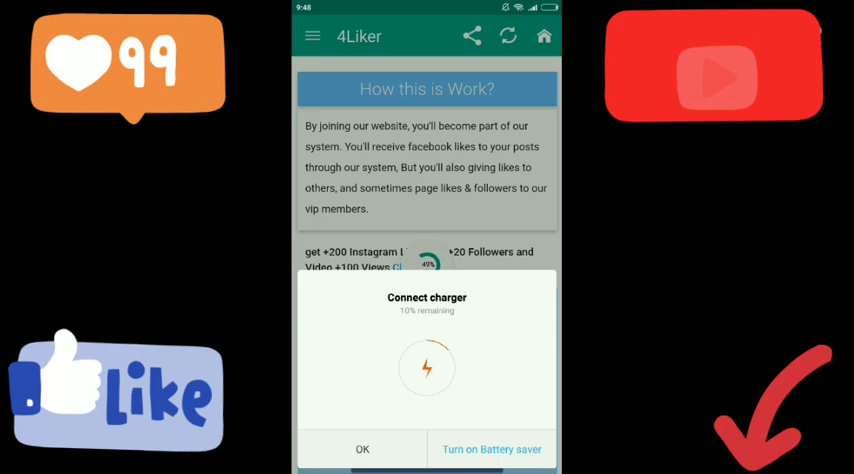 99
9:48
4Liker
How this is Work?
By joining our website, you'll become part of our
system. You'll receive facebook likes to your posts
through our system, But you'll also giving likes to
others, and sometimes page likes & followers to our
vip members.
get +200 Instagram +20 Followers and
Video +100 Views
49%
Connect charger
10% remaining
OK
Turn on Battery saver
Like